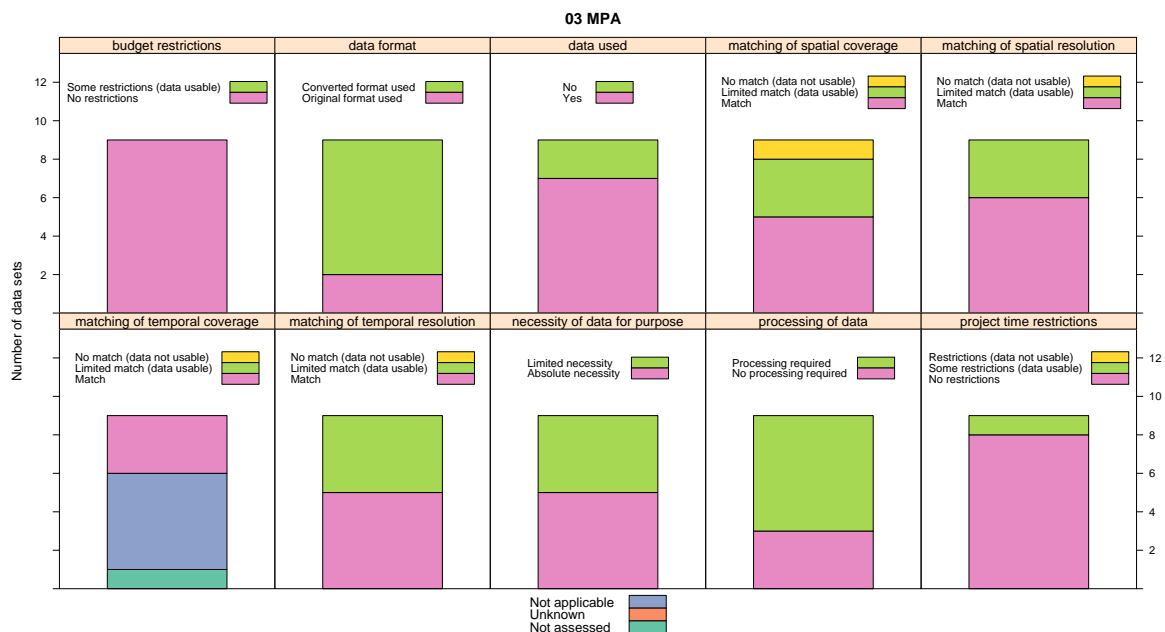 03 MPA
budget restrictions
data format
data used
matching of spatial coverage
matching of spatial resolution
Some restrictions (data usable)
No restrictions
Converted format used
Original format used
No
Yes
No match (data not usable)
Limited match (data usable)
Match
No match (data not usable)
Limited match (data usable)
Match
12
10
8
6
4
2
Number of data sets
matching of temporal coverage
matching of temporal resolution
necessity of data for purpose
processing of data
project time restrictions
No match (data not usable)
Limited match (data usable)
Match
No match (data not usable)
Limited match (data usable)
Match
Limited necessity
Absolute necessity
Processing required
No processing required
Restrictions (data not usable)
Some restrictions (data usable)
No restrictions
12
10
8
6
4
2
Not applicable
Unknown
Not assessed